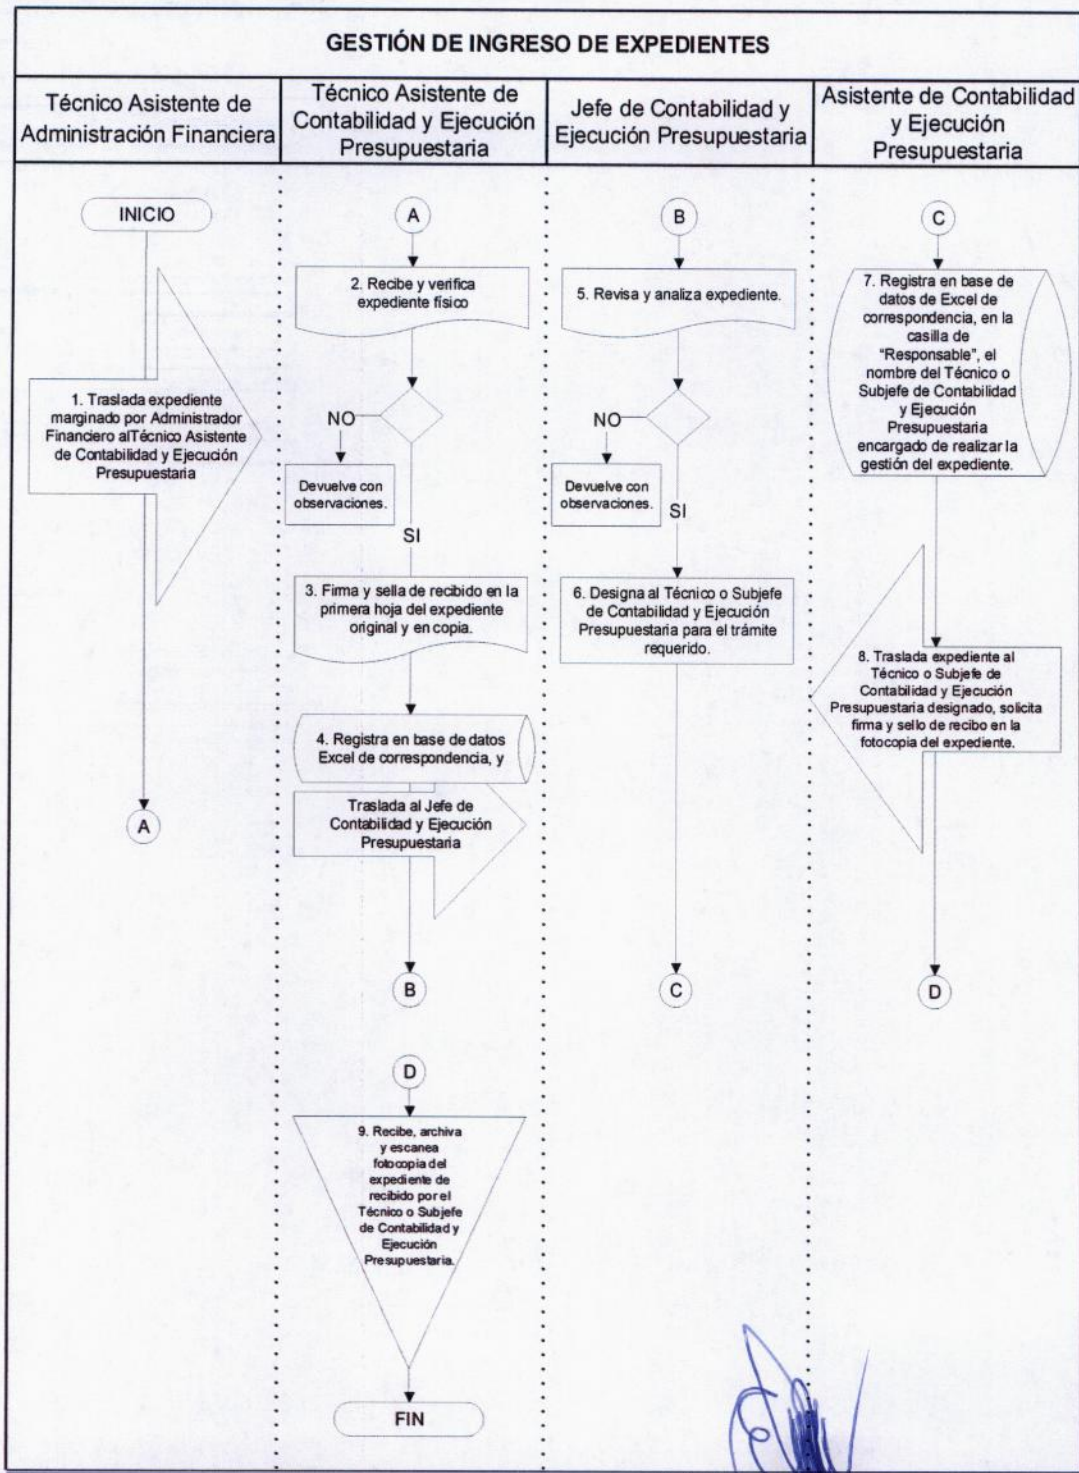 GESTIÓN DE INGRESO DE EXPEDIENTES
Técnico Asistente de
Administración Financiera
Técnico Asistente de
Contabilidad y Ejecución
Presupuestaria
Jefe de Contabilidad y
Ejecución Presupuestaria
Asistente de Contabilidad
y Ejecución
Presupuestaria
INICIO
1. Traslada expediente
marginado por Administrador
Financiero alTécnico Asistente
de Contabilidad y Ejecución
Presupuestaria
A
A
2. Recibe y verifica
expediente físico
NO
Devuelve con
observaciones.
SI
3. Firma y sella de recibido en la
primera hoja del expediente
original y en copia.
4. Registra en base de datos
Excel de correspondencia, y
Traslada al Jefe de
Contabilidad y Ejecución
Presupuestaria
B
B
5. Revisa y analiza expediente.
NO
Devuelve con
observaciones.
SI
6. Designa al Técnico o Subjefe
de Contabilidad y Ejecución
Presupuestaria para el trámite
requerido.
C
C
7. Registra en base de
datos de Excel de
correspondencia, en la
casilla de
"Responsable", el
nombre del Técnico o
Subjefe de Contabilidad
y Ejecución
Presupuestaria
encargado de realizar la
gestión del expediente.
8. Traslada expediente al
Técnico o Subjefe de
Contabilidad y Ejecución
Presupuestaria designado, solicita
firma y sello de recibo en la
fotocopia del expediente.
D
D
9. Recibe, archiva
y escanea
fotocopia del
expediente de
recibido por el
Técnico o Subjefe
de Contabilidad y
Ejecución
Presupuestaria.
FIN